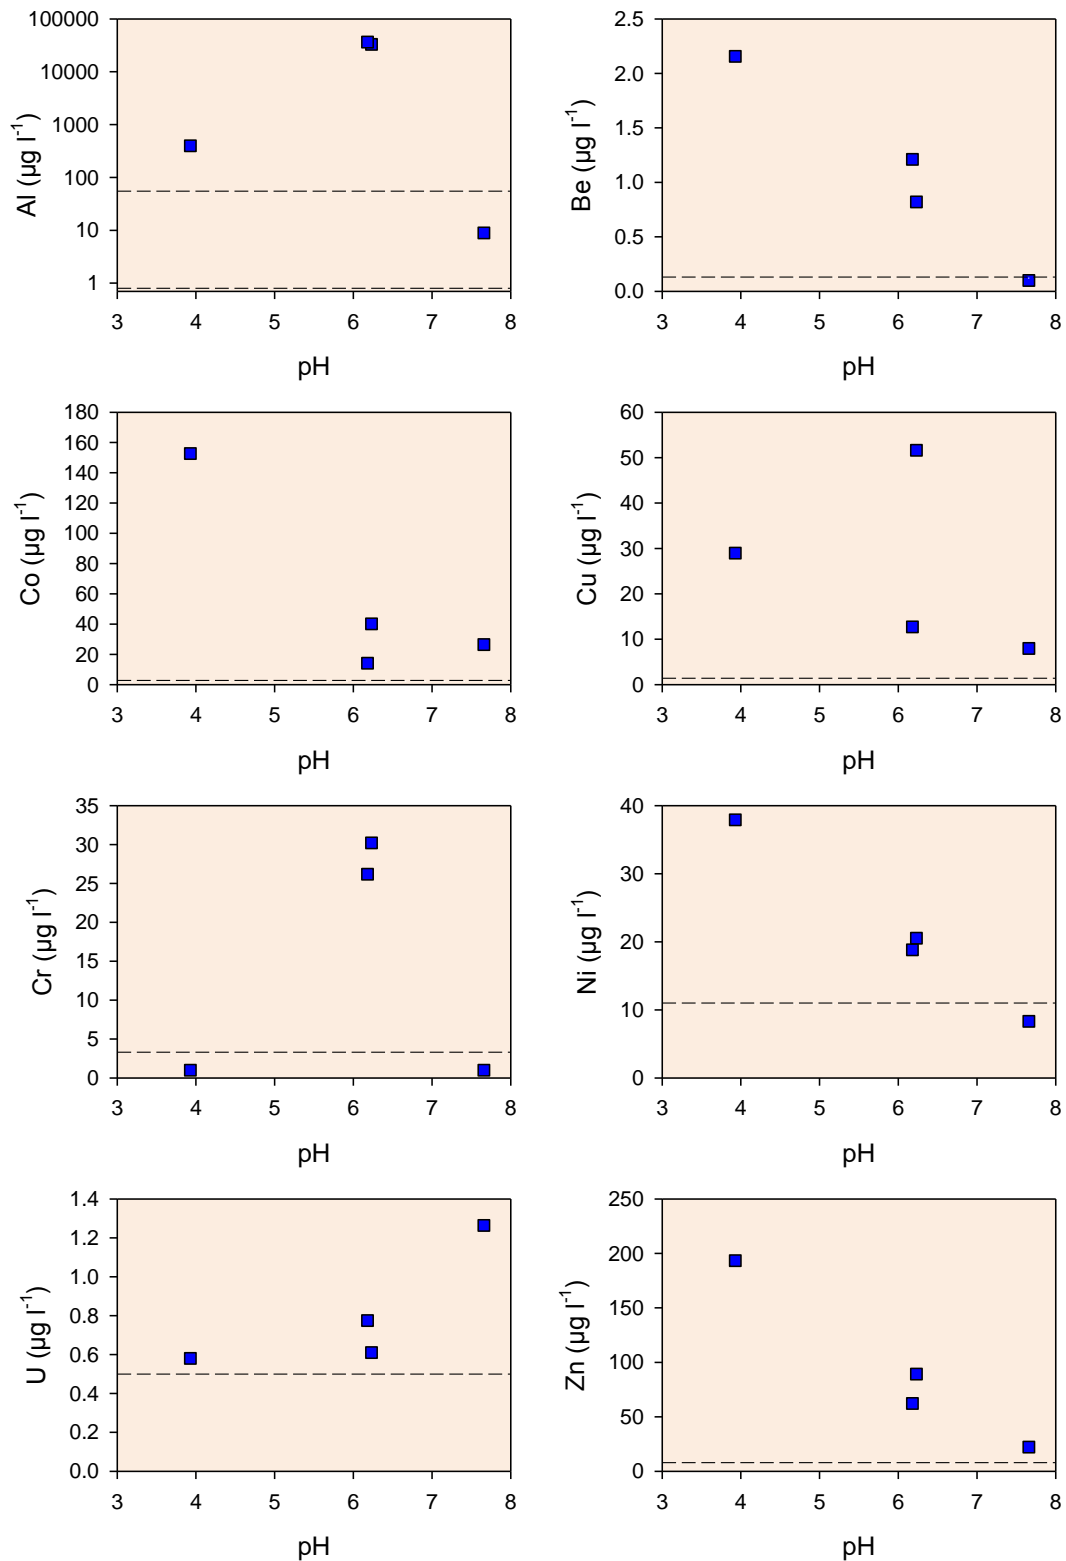 Al (µg l⁻¹)
100000
10000
1000
100
10
1
3 4 5 6 7 8
pH
Be (µg l⁻¹)
2.5
2.0
1.5
1.0
0.5
0.0
3 4 5 6 7 8
pH
Co (µg l⁻¹)
180
160
140
120
100
80
60
40
20
0
3 4 5 6 7 8
pH
Cu (µg l⁻¹)
60
50
40
30
20
10
0
3 4 5 6 7 8
pH
Cr (µg l⁻¹)
35
30
25
20
15
10
5
0
3 4 5 6 7 8
pH
Ni (µg l⁻¹)
40
30
20
10
0
3 4 5 6 7 8
pH
U (µg l⁻¹)
1.4
1.2
1.0
0.8
0.6
0.4
0.2
0.0
3 4 5 6 7 8
pH
Zn (µg l⁻¹)
250
200
150
100
50
0
3 4 5 6 7 8
pH